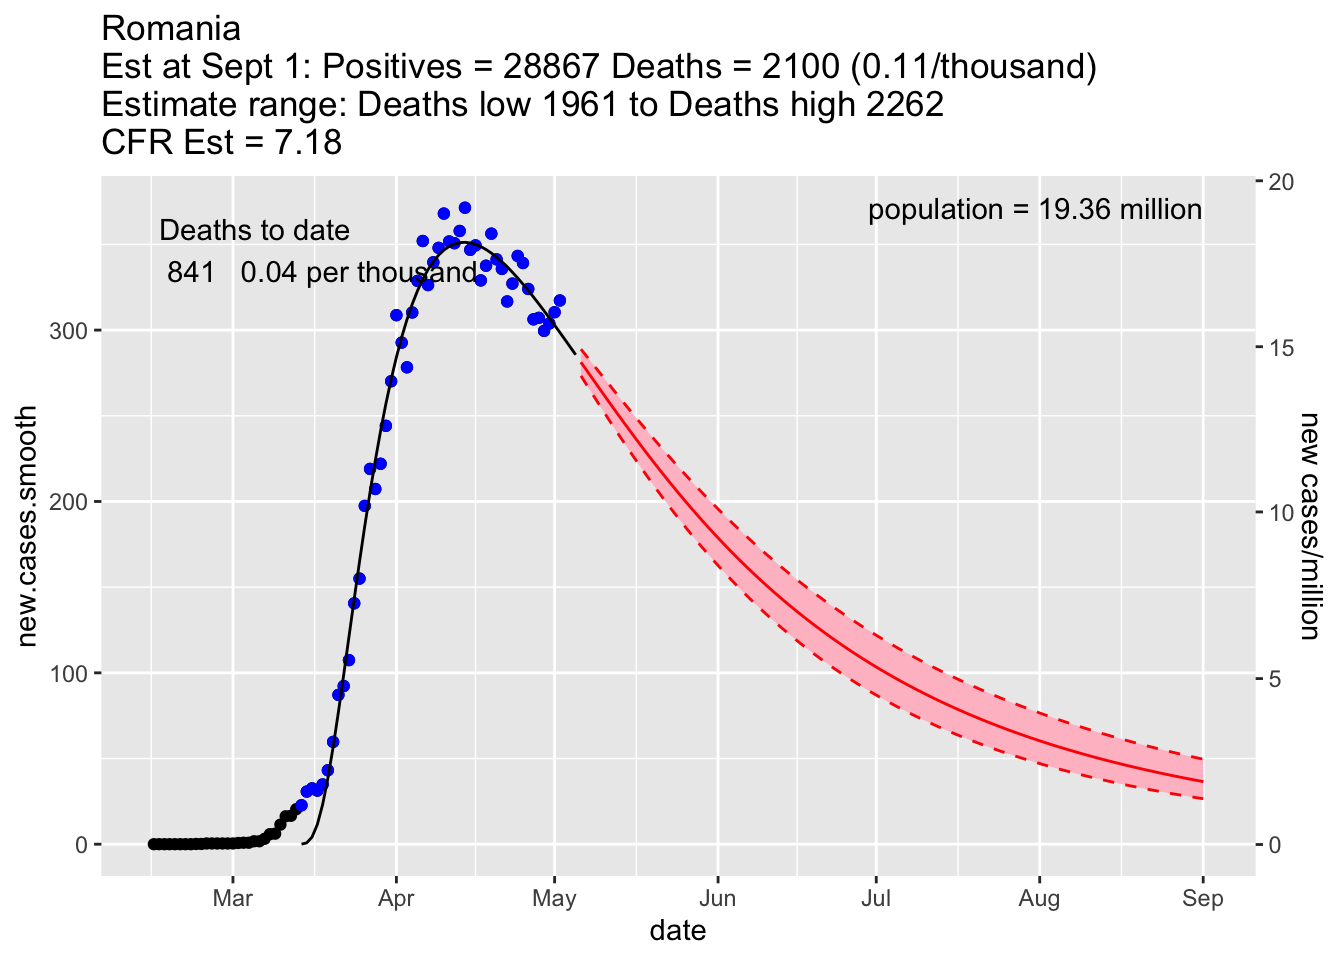 Romania
Est at Sept 1: Positives = 28867 Deaths = 2100 (0.11/thousand)
Estimate range: Deaths low 1961 to Deaths high 2262
CFR Est = 7.18
Deaths to date
841 0.04 per thousand
population = 19.36 million
new.cases.smooth
300
200
100
0
20
15
10
5
0
new cases/million
Mar Apr May Jun Jul Aug Sep
date